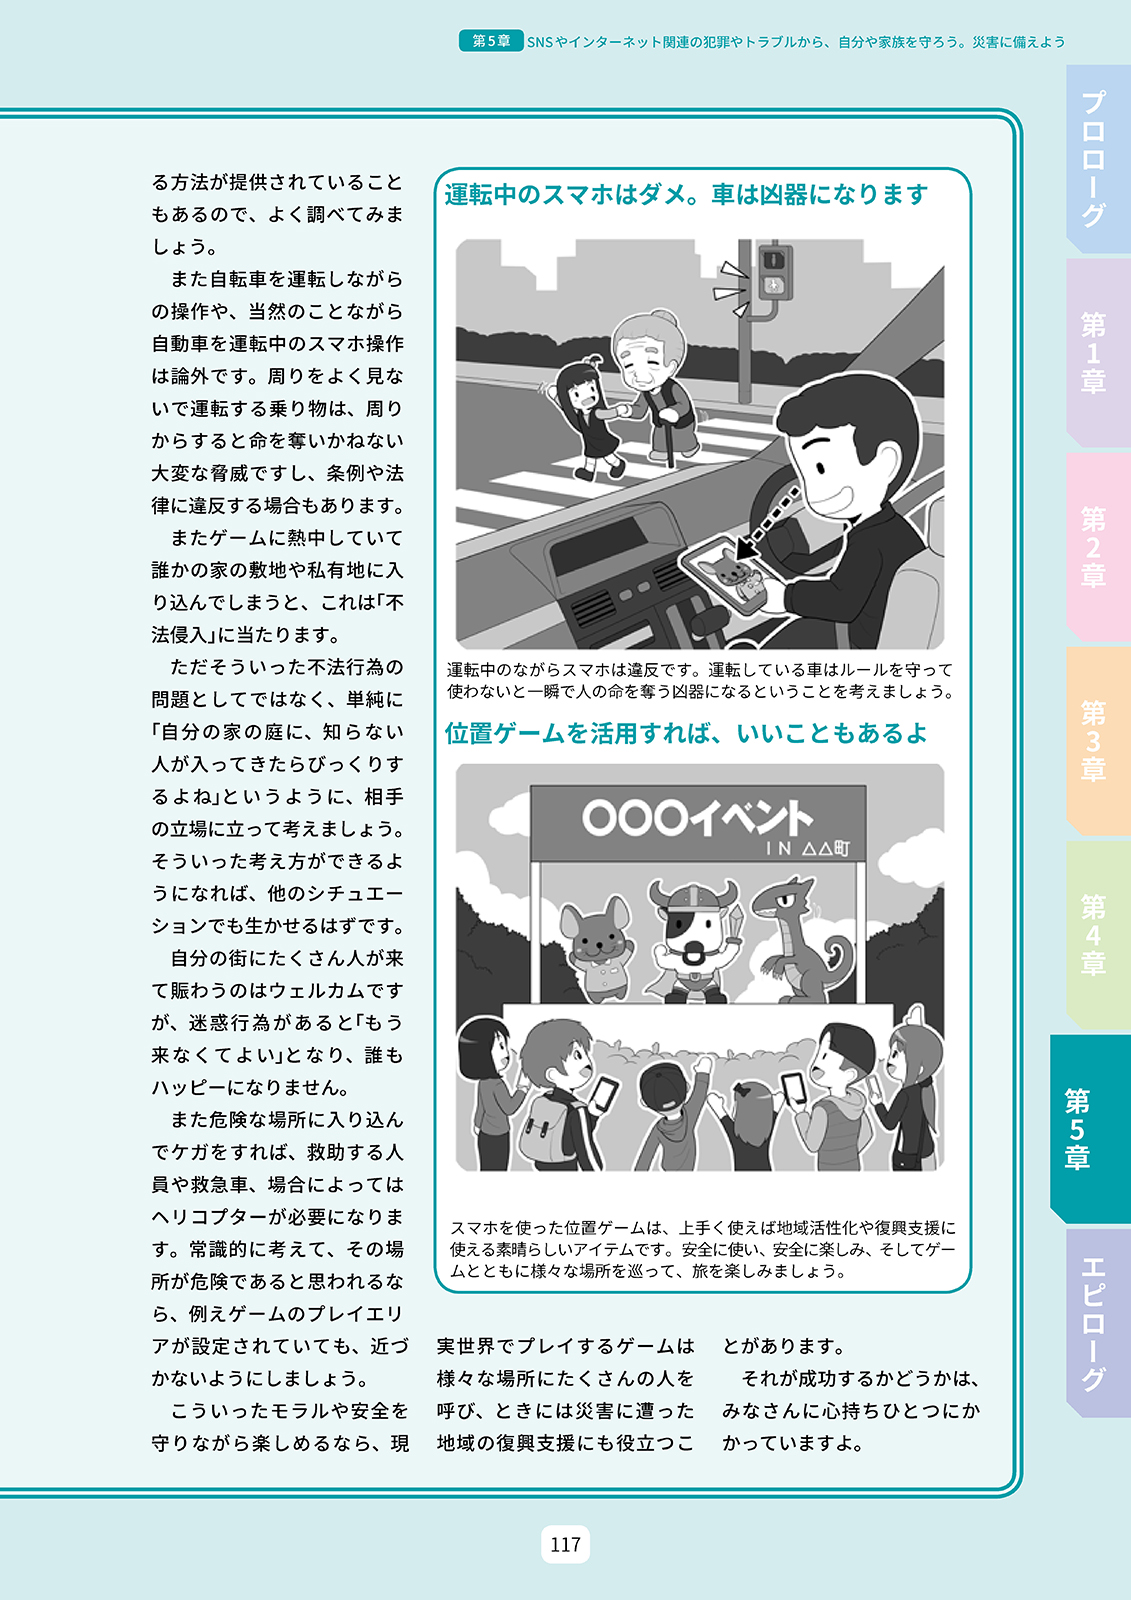 第5章 SNSやインターネット関連の犯罪やトラブルから、自分や家族を守ろう。災害に備えよう
る方法が提供されていること
もあるので、よく調べてみま
しょう。
　また自転車を運転しながら
の操作や、当然のことながら
自動車を運転中のスマホ操作
は論外です。周りをよく見な
いで運転する乗り物は、周り
からすると命を奪いかねない
大変な脅威ですし、条例や法
律に違反する場合もあります。
　またゲームに熱中していて
誰かの家の敷地や私有地に入
り込んでしまうと、これは｢不
法侵入｣に当たります。
　ただそういった不法行為の
問題としてではなく、単純に
｢自分の家の庭に、知らない
人が入ってきたらびっくりす
るよね｣というように、相手
の立場に立って考えましょう。
そういった考え方ができるよ
うになれば、他のシチュエー
ションでも生かせるはずです。
　自分の街にたくさん人が来
て賑わうのはウェルカムです
が、迷惑行為があると｢もう
来なくてよい｣となり、誰も
ハッピーになりません。
　また危険な場所に入り込ん
でケガをすれば、救助する人
員や救急車、場合によっては
ヘリコプターが必要になりま
す。常識的に考えて、その場
所が危険であると思われるな
ら、例えゲームのプレイエリ
アが設定されていても、近づ
かないようにしましょう。
　こういったモラルや安全を
守りながら楽しめるなら、現
運転中のスマホはダメ。車は凶器になります
運転中のながらスマホは違反です。運転している車はルールを守って
使わないと一瞬で人の命を奪う凶器になるということを考えましょう。
位置ゲームを活用すれば、いいこともあるよ
〇〇〇イベント
IN △△町
スマホを使った位置ゲームは、上手く使えば地域活性化や復興支援に
使える素晴らしいアイテムです。安全に使い、安全に楽しみ、そしてゲー
ムとともに様々な場所を巡って、旅を楽しみましょう。
実世界でプレイするゲームは
様々な場所にたくさんの人を
呼び、ときには災害に遭った
地域の復興支援にも役立つこ
とがあります。
　それが成功するかどうかは、
みなさんに心持ちひとつにか
かっていますよ。
プロローグ
第1章
第2章
第3章
第4章
第5章
エピローグ
117